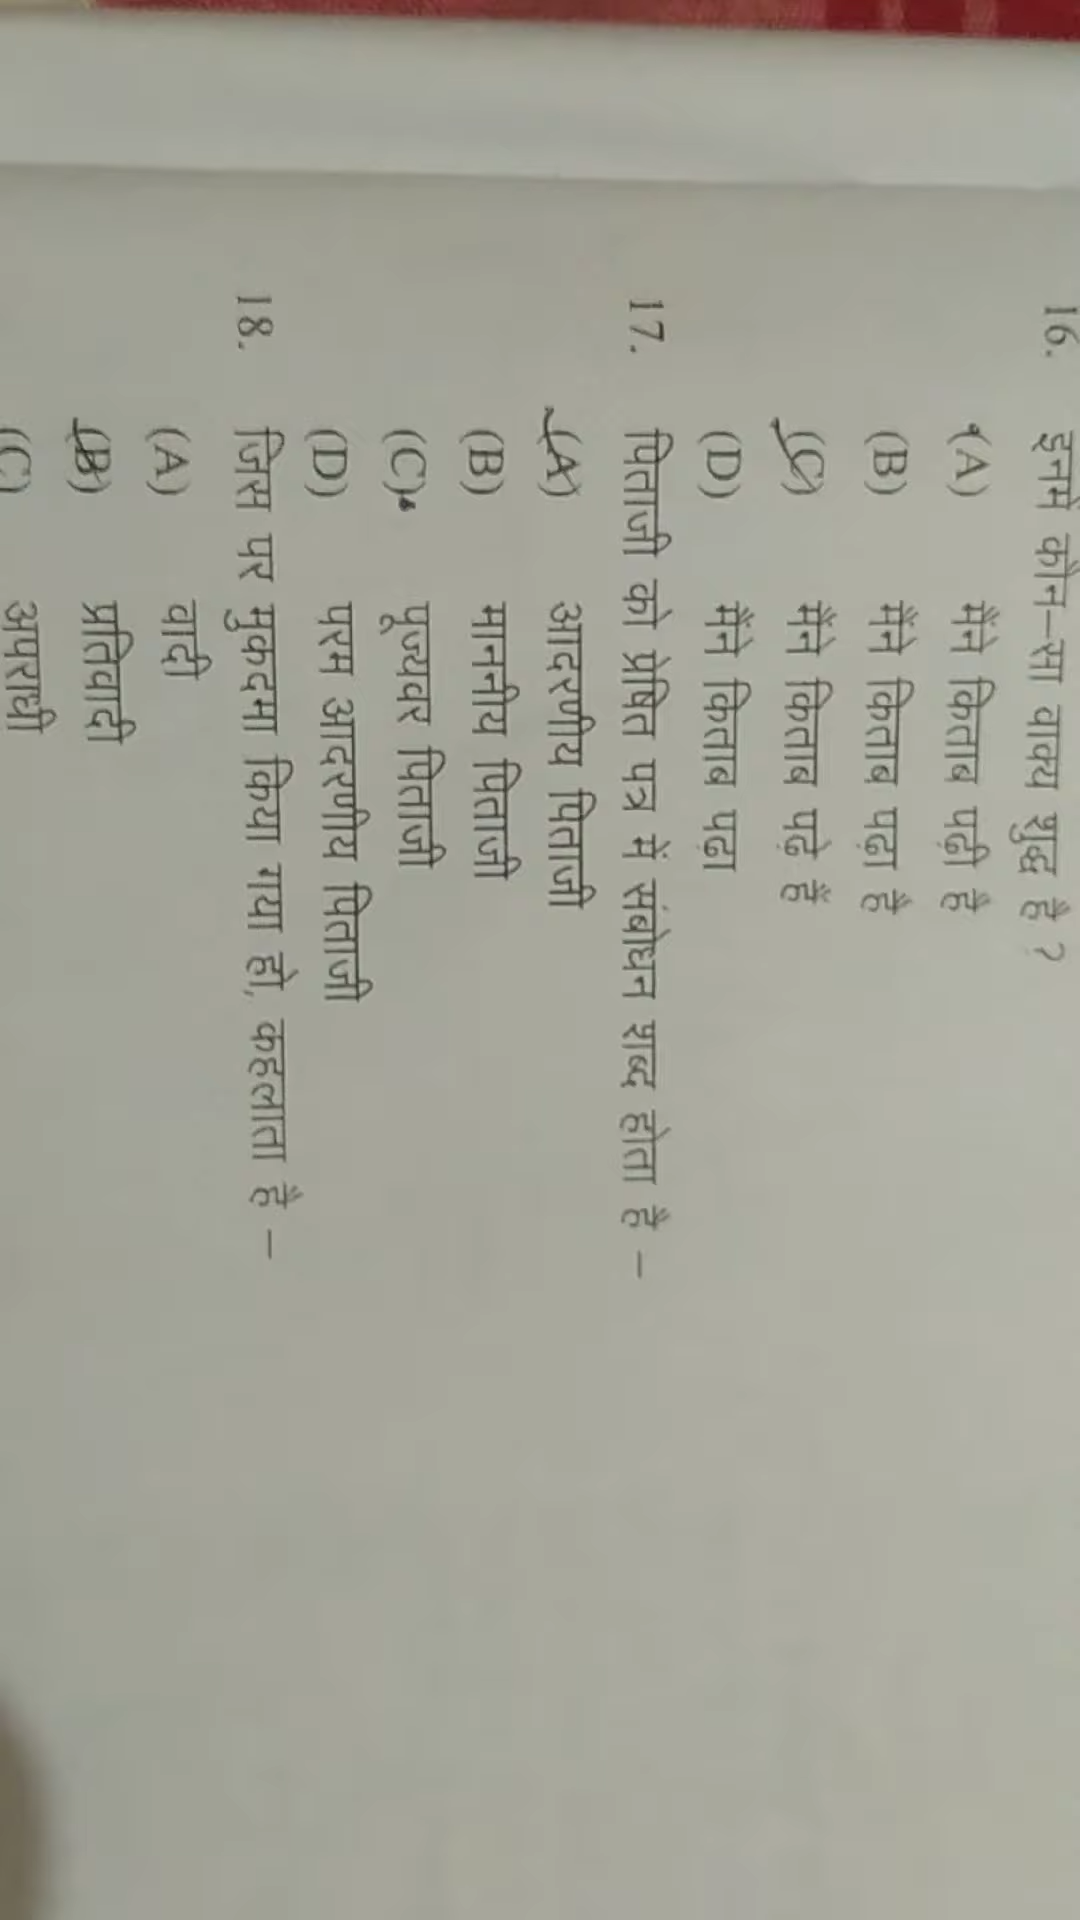 16. इनमें कौन-सा वाक्य शुद्ध है ?
(A) मैंने किताब पढ़ी है
(B) मैंने किताब पढ़ा है
(C) मैंने किताब पढ़े हैं
(D) मैंने किताब पढ़ा
17. पिताजी को प्रेषित पत्र में संबोधन शब्द होता है –
(A) आदरणीय पिताजी
(B) माननीय पिताजी
(C) पूज्यवर पिताजी
(D) परम आदरणीय पिताजी
18. जिस पर मुकदमा किया गया हो, कहलाता है –
(A) वादी
(B) प्रतिवादी
(C) अपराधी